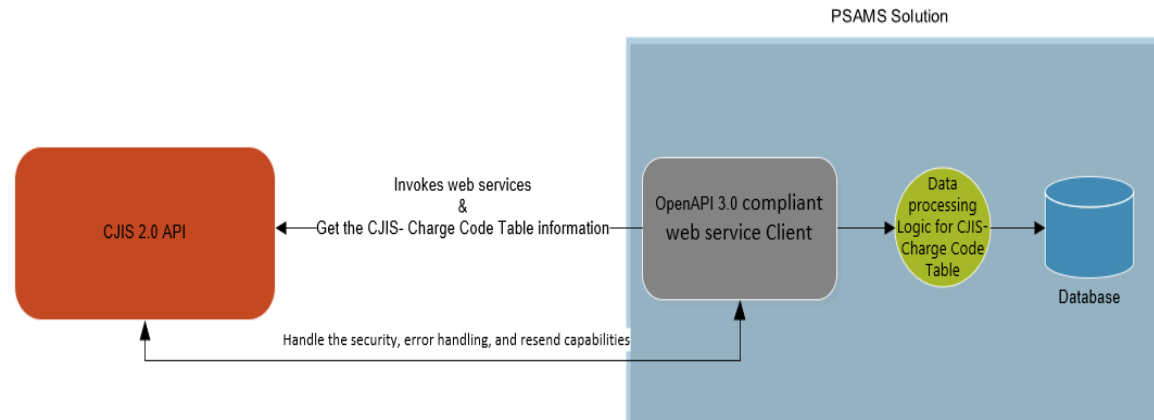 PSAMS Solution
Invokes web services
&
Get the CJIS- Charge Code Table information
CJIS 2.0 API
OpenAPI 3.0 compliant
web service Client
Data
processing
Logic for CJIS-
Charge Code
Table
Database
Handle the security, error handling, and resend capabilities